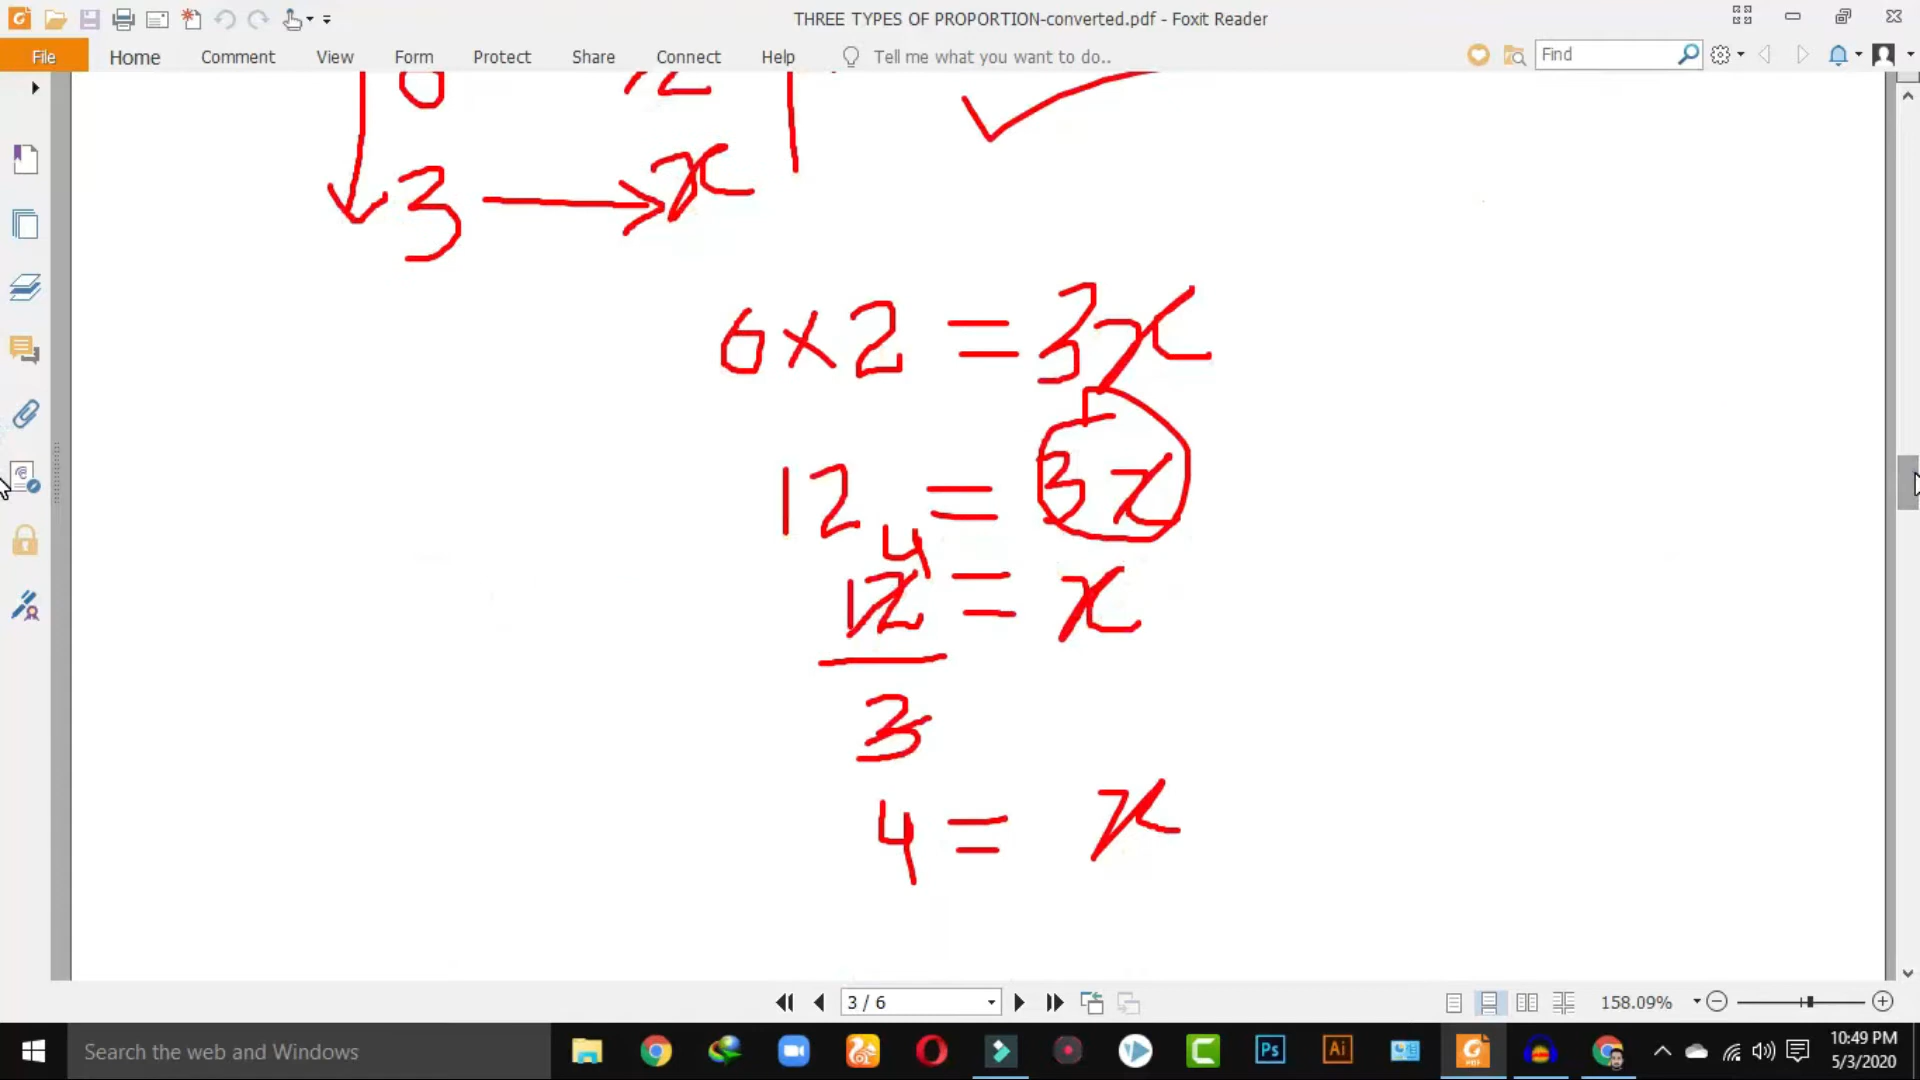 THREE TYPES OF PROPORTION-converted.pdf - Foxit Reader
File Home Comment View Form Protect Share Connect Help Tell me what you want to do.. Find
3 x
6 × 2 = 3x
12 = 3x
4
12 = x
3
4 = x
3 / 6
158.09%
Search the web and Windows
Ps
Ai
10:49 PM
5/3/2020